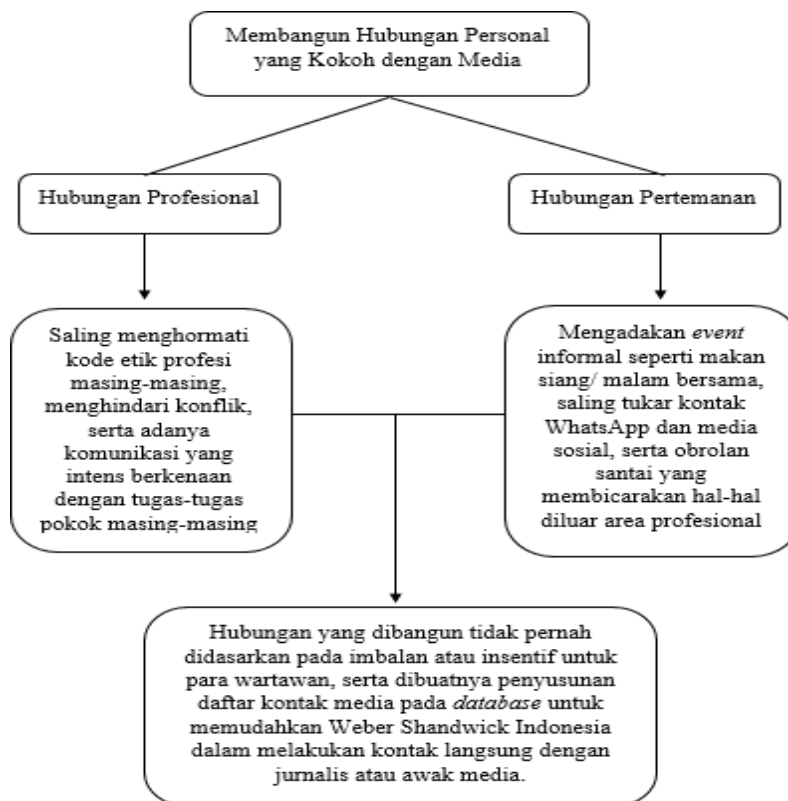 Membangun Hubungan Personal
yang Kokoh dengan Media
Hubungan Profesional
Hubungan Pertemanan
Saling menghormati
kode etik profesi
masing-masing,
menghindari konflik,
serta adanya
komunikasi yang
intens berkenaan
dengan tugas-tugas
pokok masing-masing
Mengadakan event
informal seperti makan
siang/ malam bersama,
saling tukar kontak
WhatsApp dan media
sosial, serta obrolan
santai yang
membicarakan hal-hal
diluar area profesional
Hubungan yang dibangun tidak pernah
didasarkan pada imbalan atau insentif untuk
para wartawan, serta dibuatnya penyusunan
daftar kontak media pada database untuk
memudahkan Weber Shandwick Indonesia
dalam melakukan kontak langsung dengan
jurnalis atau awak media.